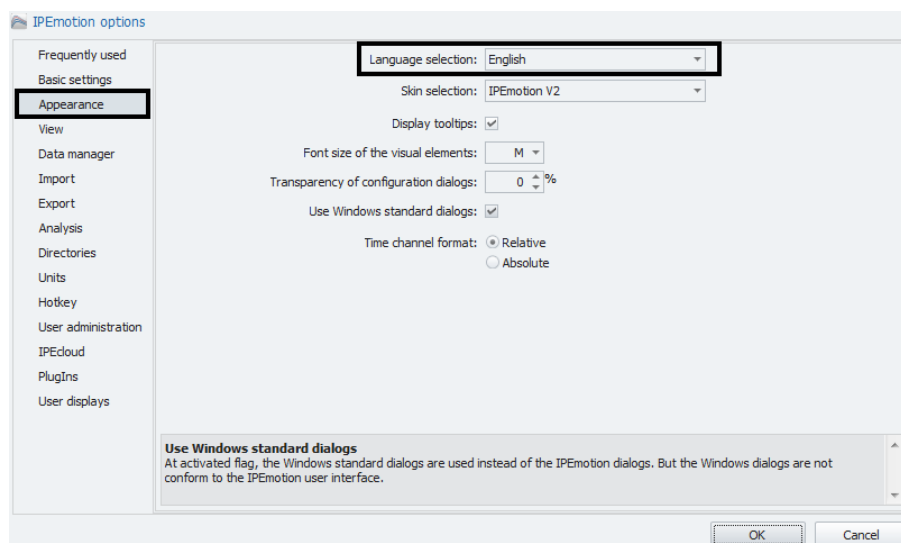 IPEmotion options
Frequently used
Basic settings
Appearance
View
Data manager
Import
Export
Analysis
Directories
Units
Hotkey
User administration
IPEcloud
PlugIns
User displays
Language selection: English
Skin selection: IPEmotion V2
Display tooltips:
Font size of the visual elements: M
Transparency of configuration dialogs: 0 %
Use Windows standard dialogs:
Time channel format: Relative
Absolute
Use Windows standard dialogs
At activated flag, the Windows standard dialogs are used instead of the IPEmotion dialogs. But the Windows dialogs are not
conform to the IPEmotion user interface.
OK Cancel